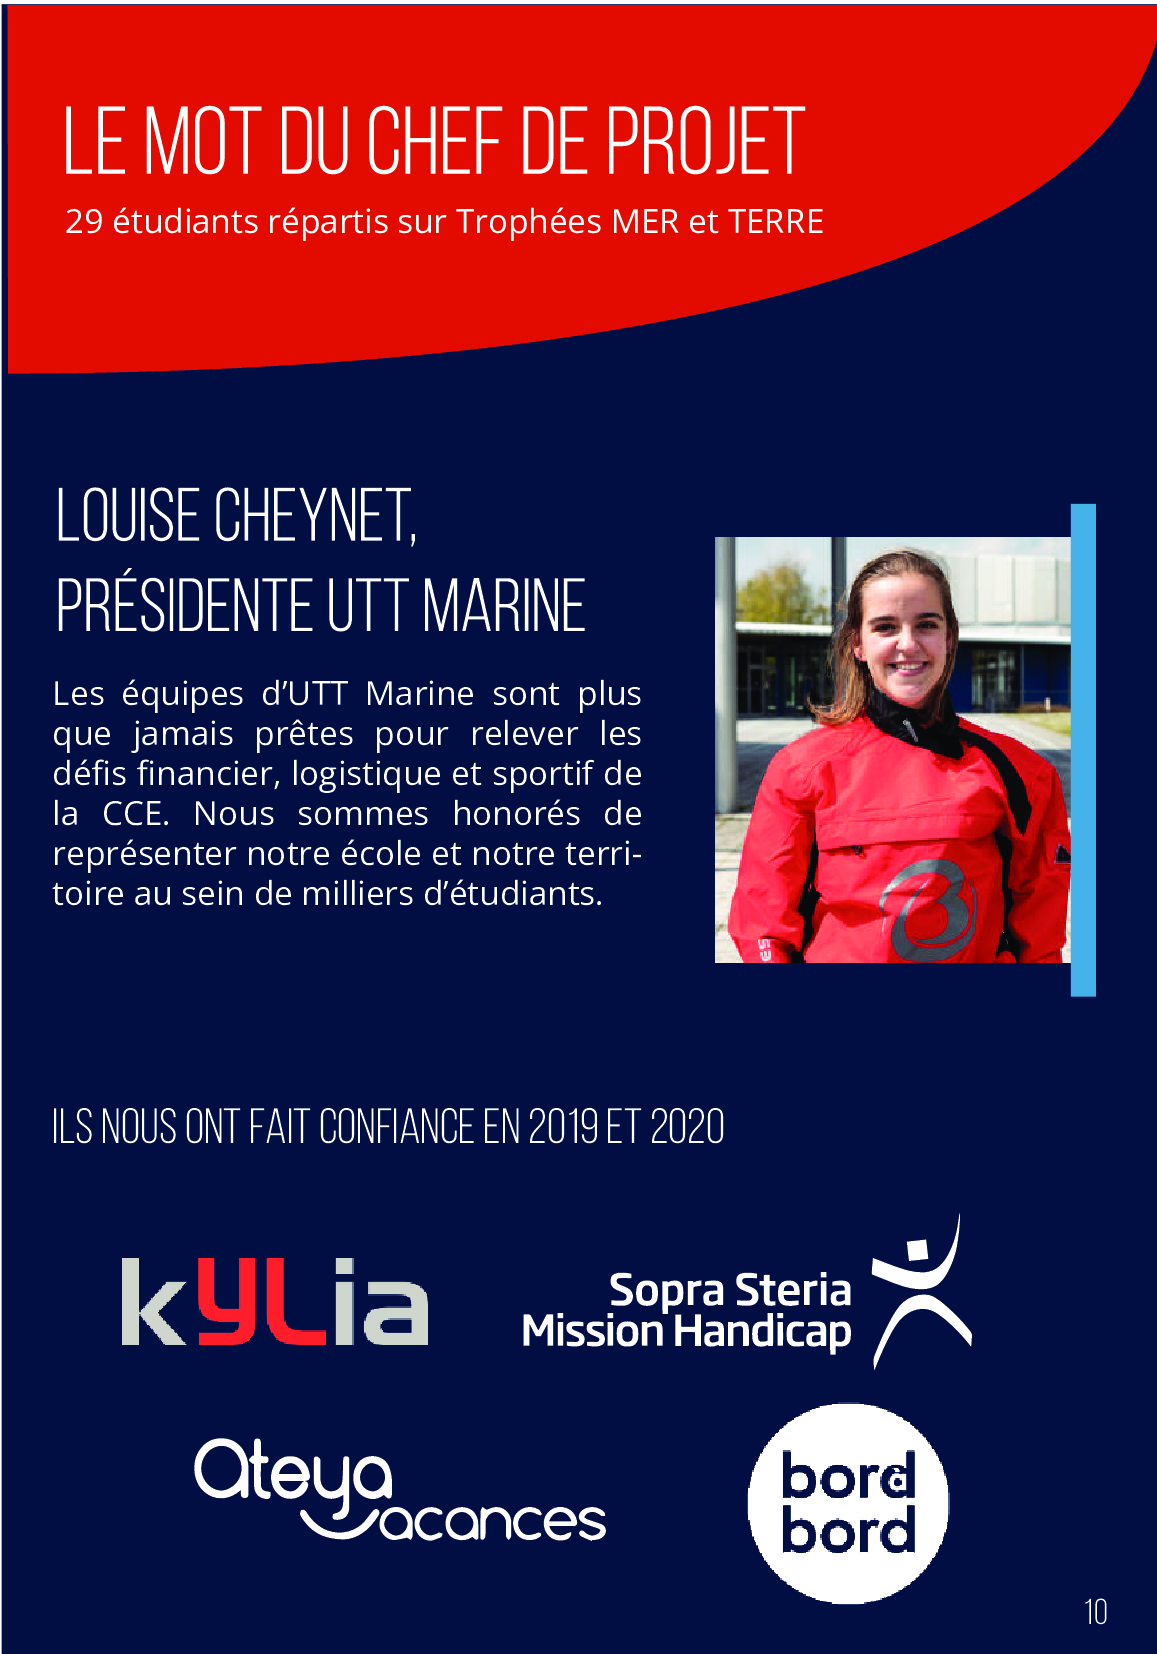 LE MOT DU CHEF DE PROJET
29 étudiants répartis sur Trophées MER et TERRE
LOUISE CHEYNET,
PRÉSIDENTE UTT MARINE
Les équipes d’UTT Marine sont plus
que jamais prêtes pour relever les
défis financier, logistique et sportif de
la CCE. Nous sommes honorés de
représenter notre école et notre terri-
toire au sein de milliers d’étudiants.
ILS NOUS ONT FAIT CONFIANCE EN 2019 ET 2020
kYLia
Sopra Steria
Mission Handicap
ateya
vacances
bord à
bord
10